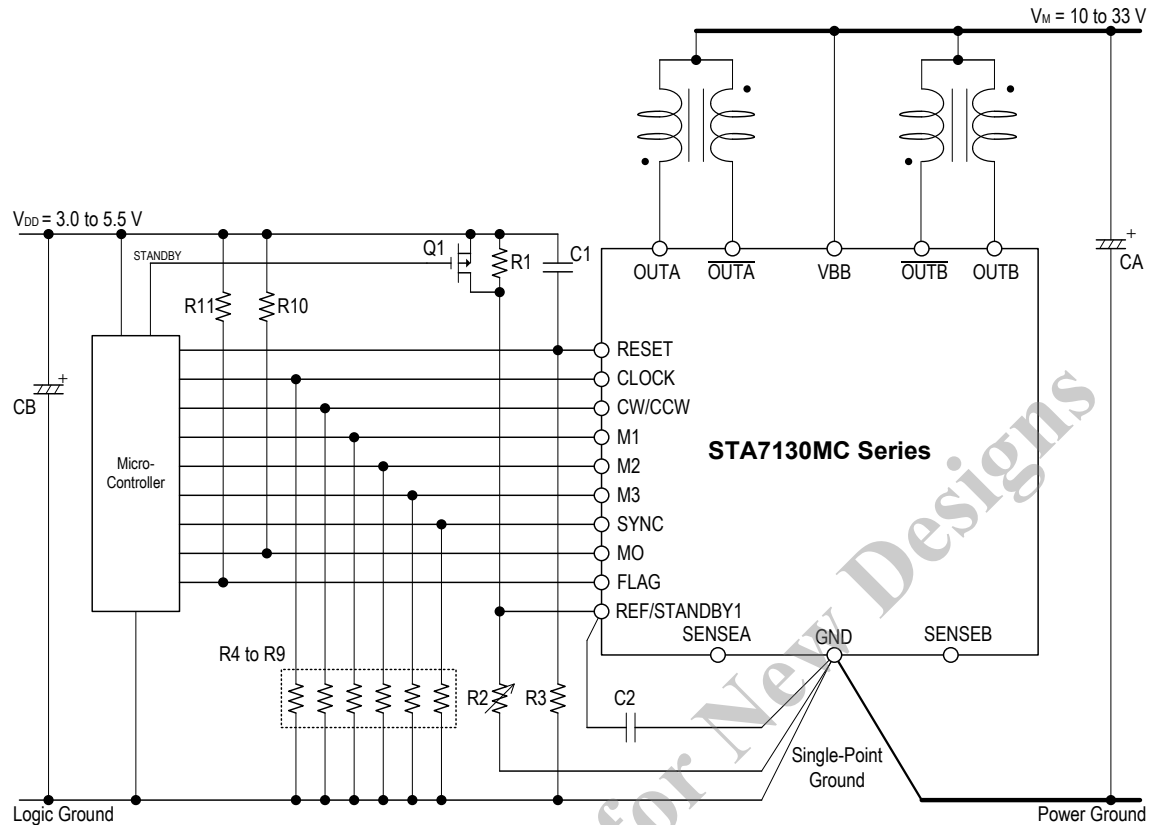 VM = 10 to 33 V
VDD = 3.0 to 5.5 V
STANDBY
Q1
R1
C1
R11
R10
OUTA
OUTA
VBB
OUTB
OUTB
CA
+
CB
+
Micro-
Controller
RESET
CLOCK
CW/CCW
M1
M2
M3
SYNC
MO
FLAG
REF/STANDBY1
STA7130MC Series
SENSEA
GND
SENSEB
R4 to R9
R2
R3
C2
Single-Point
Ground
Logic Ground
Power Ground
for New Designs